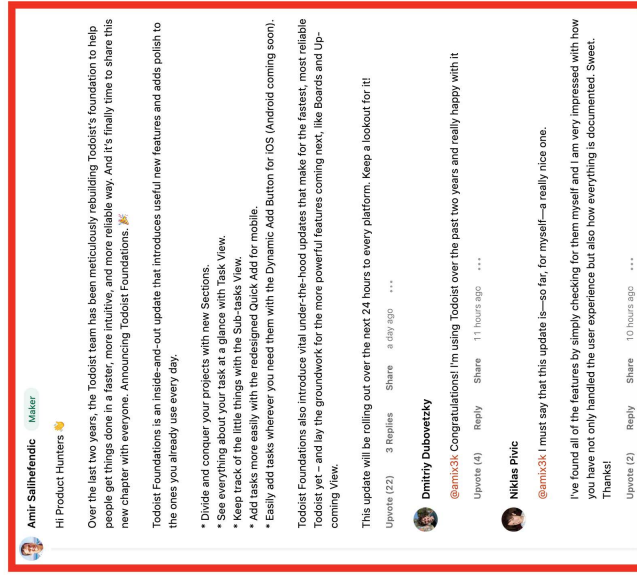 Amir Salihefendic Maker
Hi Product Hunters 👋
Over the last two years, the Todoist team has been meticulously rebuilding Todoist's foundation to help
people get things done in a faster, more intuitive, and more reliable way. And it's finally time to share this
new chapter with everyone. Announcing Todoist Foundations. 🎉
Todoist Foundations is an inside-and-out update that introduces useful new features and adds polish to
the ones you already use every day.
* Divide and conquer your projects with new Sections.
* See everything about your task at a glance with Task View.
* Keep track of the little things with the Sub-tasks View.
* Add tasks more easily with the redesigned Quick Add for mobile.
* Easily add tasks wherever you need them with the Dynamic Add Button for iOS (Android coming soon).
Todoist Foundations also introduce vital under-the-hood updates that make for the fastest, most reliable
Todoist yet – and lay the groundwork for the more powerful features coming next, like Boards and Up-
coming View.
This update will be rolling out over the next 24 hours to every platform. Keep a lookout for it!
Upvote (22) 3 Replies Share a day ago •••
Dmitriy Dubovetzky
@amix3k Congratulations! I'm using Todoist over the past two years and really happy with it
Upvote (4) Reply Share 11 hours ago •••
Niklas Pivic
@amix3k I must say that this update is—so far, for myself—a really nice one.
I've found all of the features by simply checking for them myself and I am very impressed with how
you have not only handled the user experience but also how everything is documented. Sweet.
Thanks!
Upvote (2) Reply Share 10 hours ago •••